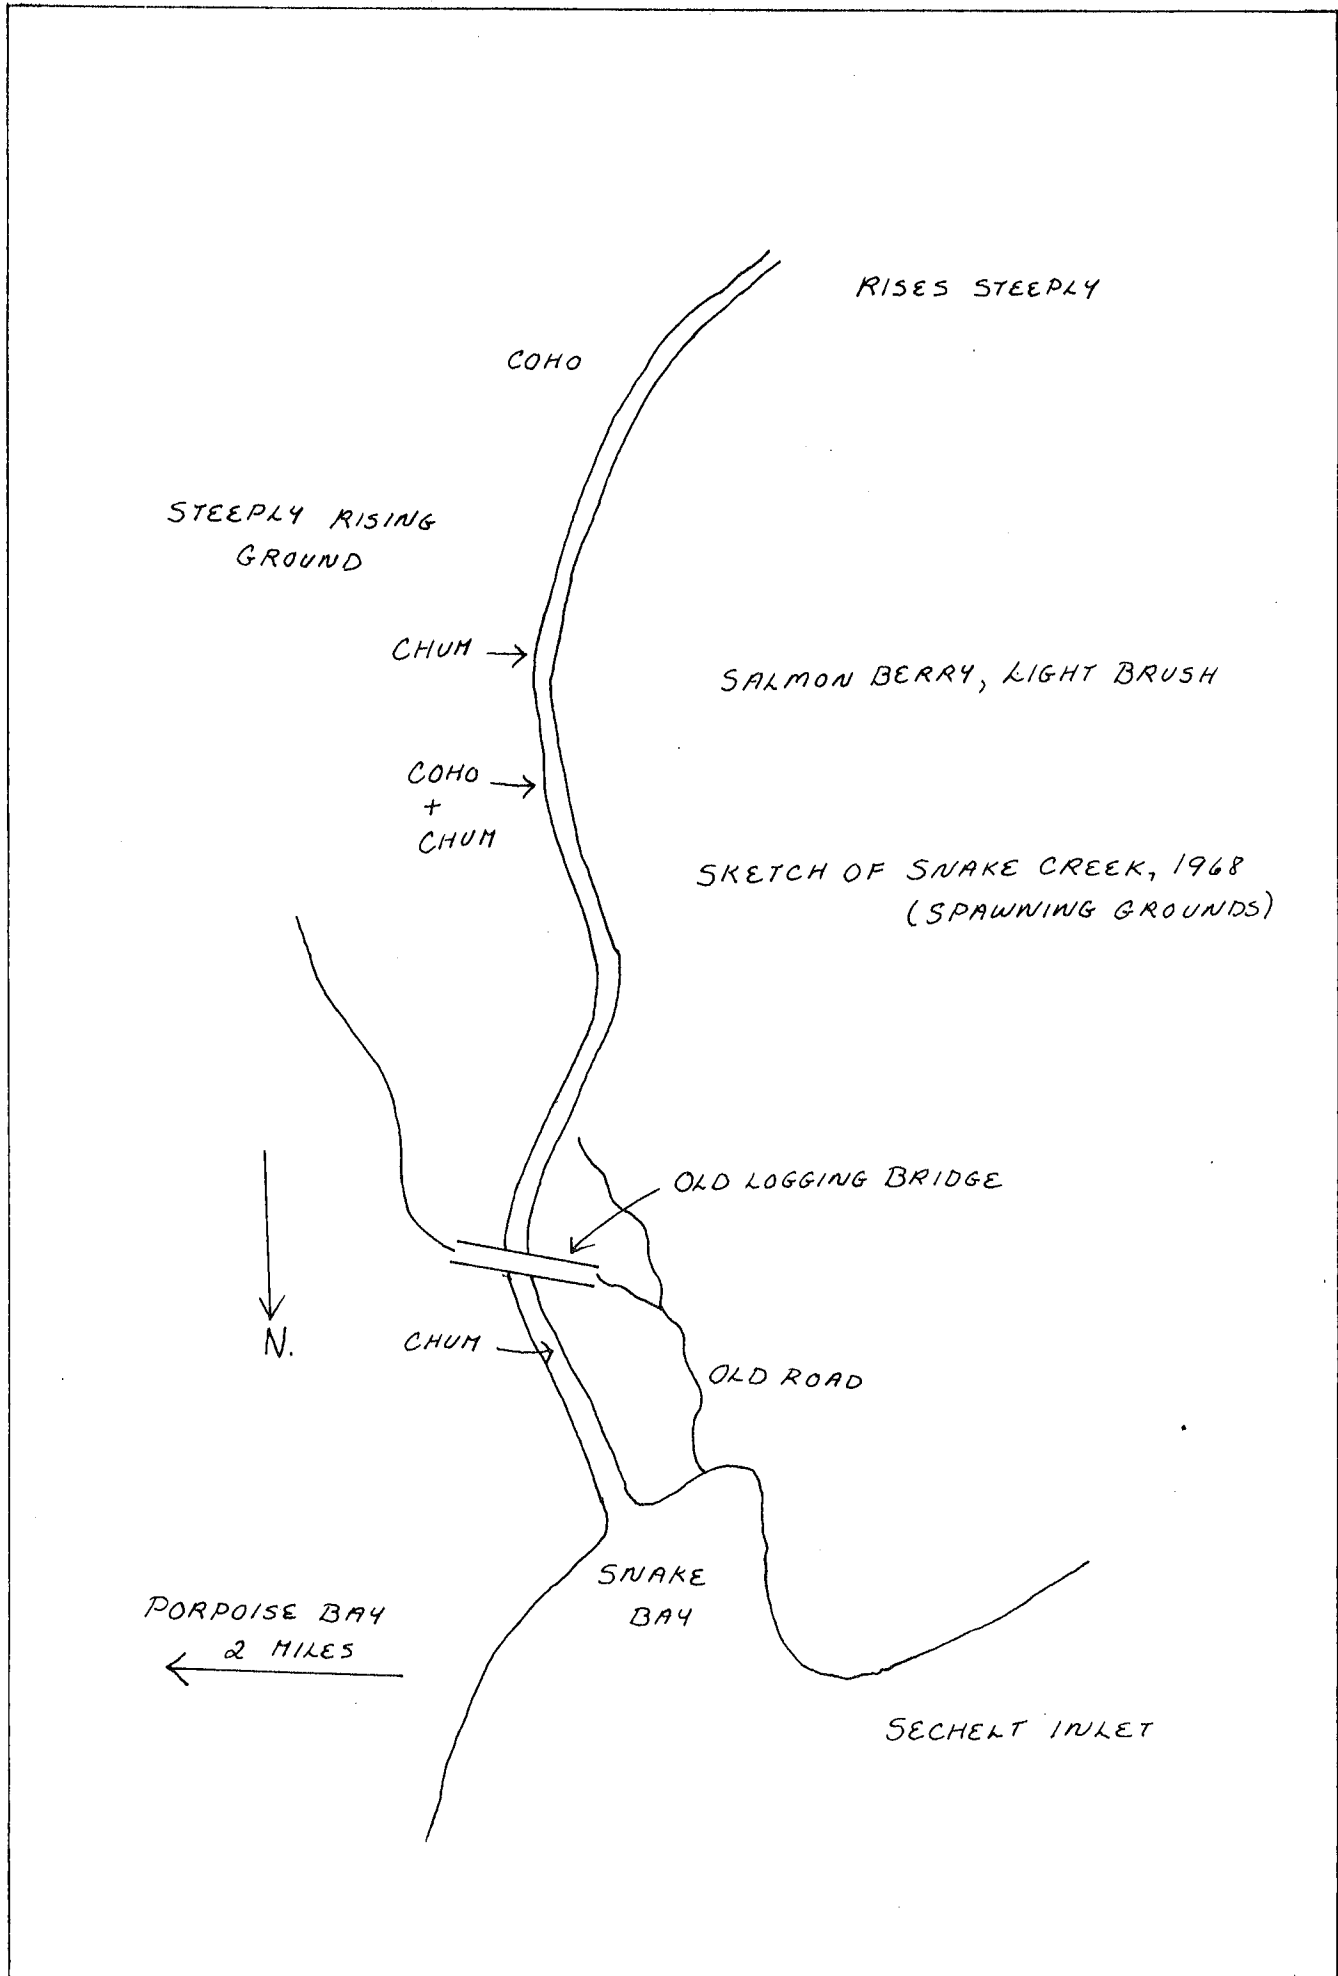 RISES STEEPLY
COHO
STEEPLY RISING
GROUND
CHUM
SALMON BERRY, LIGHT BRUSH
COHO
+
CHUM
SKETCH OF SNAKE CREEK, 1968
(SPAWNING GROUNDS)
OLD LOGGING BRIDGE
N.
CHUM
OLD ROAD
SNAKE
BAY
PORPOISE BAY
2 MILES
SECHELT INLET